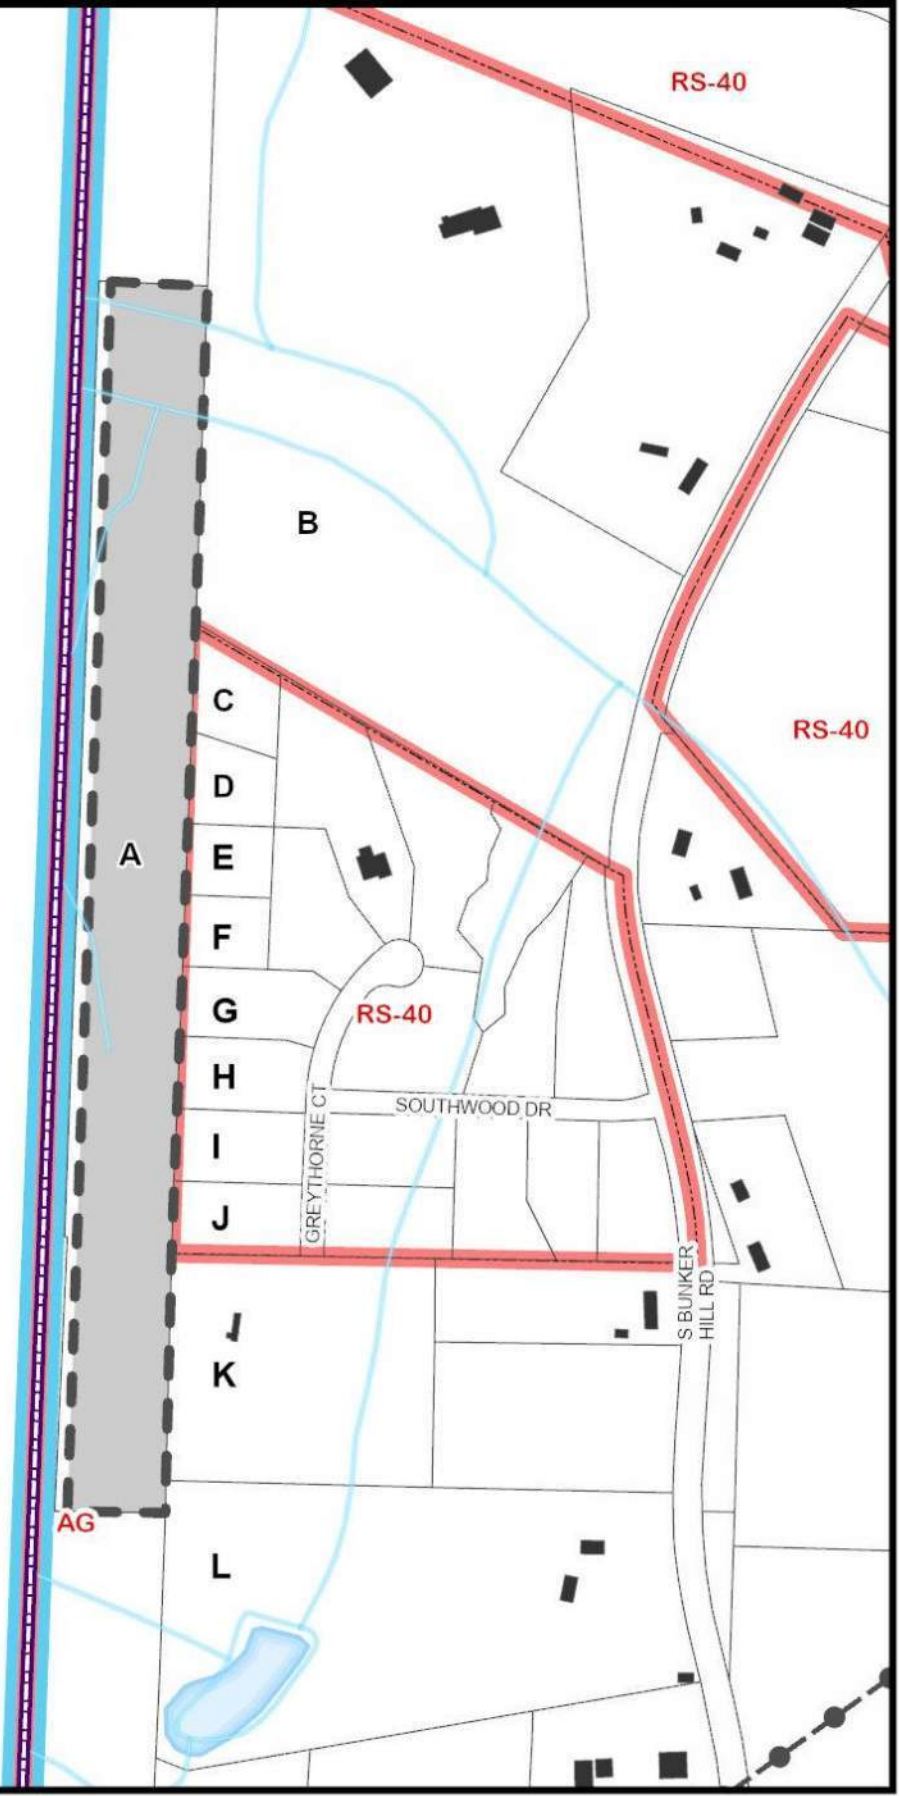 RS-40
B
C
RS-40
D
A
E
F
G
RS-40
H
SOUTHWOOD DR
GREYTHORNE CT
I
J
S BUNKER
HILL RD
K
AG
L